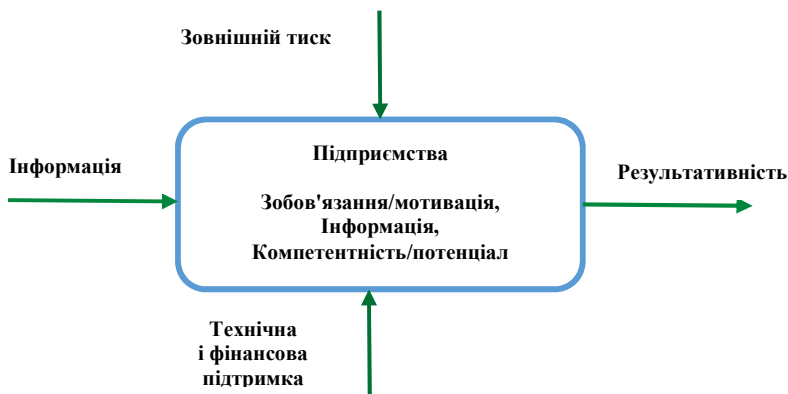 Зовнішній тиск
Інформація
Підприємства
Зобов'язання/мотивація,
Інформація,
Компетентність/потенціал
Результативність
Технічна
і фінансова
підтримка